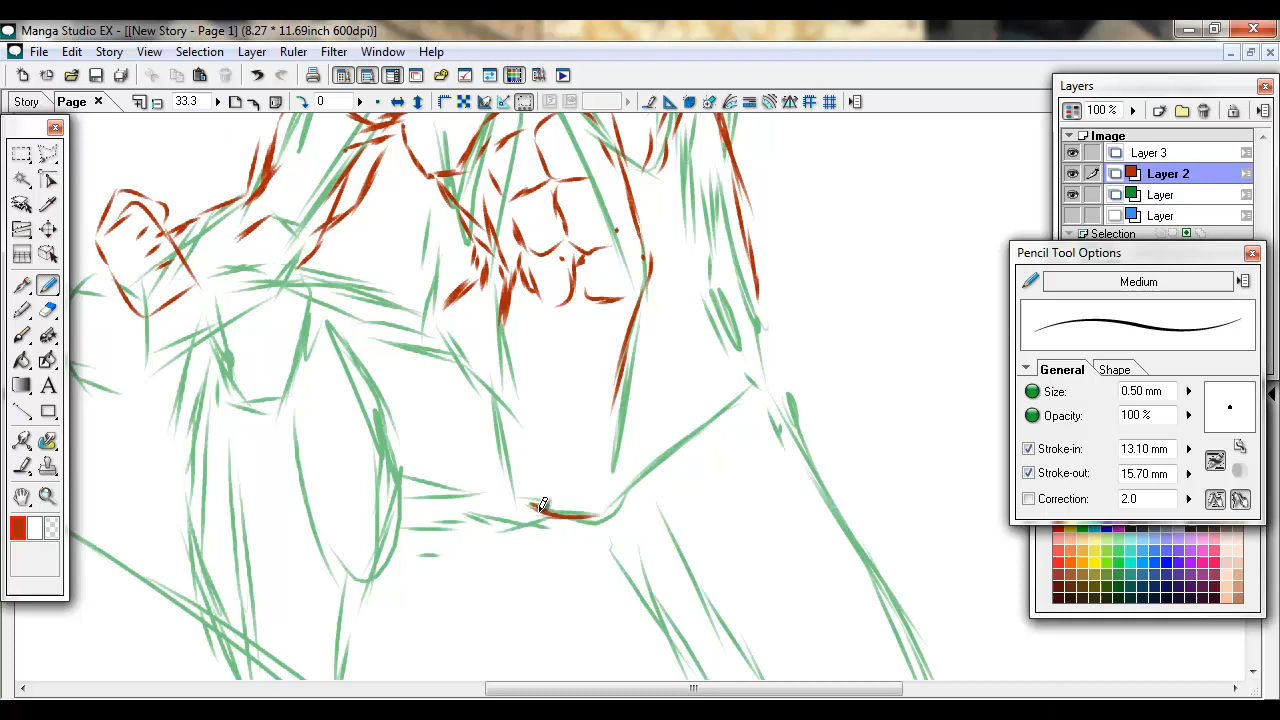 Manga Studio EX - [[New Story - Page 1] (8.27 * 11.69inch 600dpi)]
File Edit Story View Selection Layer Ruler Filter Window Help
Story Page 33.3 0
Layers
100 %
Image
Layer 3
Layer 2
Layer
Layer
Selection
Pencil Tool Options
Medium
General Shape
Size: 0.50 mm
Opacity: 100 %
Stroke-in: 13.10 mm
Stroke-out: 15.70 mm
Correction: 2.0
A